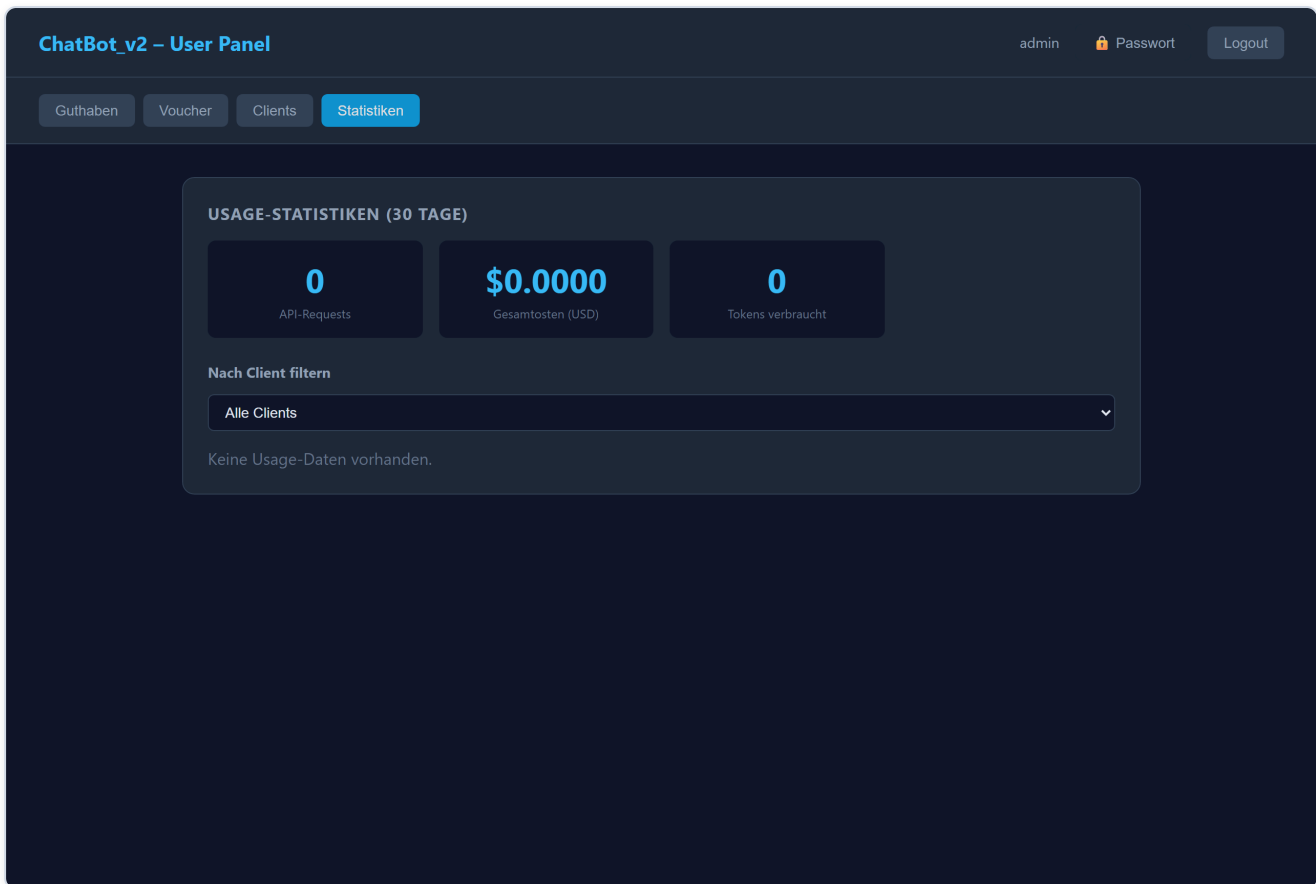 ChatBot_v2 – User Panel
admin
🔒 Passwort
Logout
Guthaben
Voucher
Clients
Statistiken
USAGE-STATISTIKEN (30 TAGE)
0
API-Requests
$0.0000
Gesamtosten (USD)
0
Tokens verbraucht
Nach Client filtern
Alle Clients
Keine Usage-Daten vorhanden.